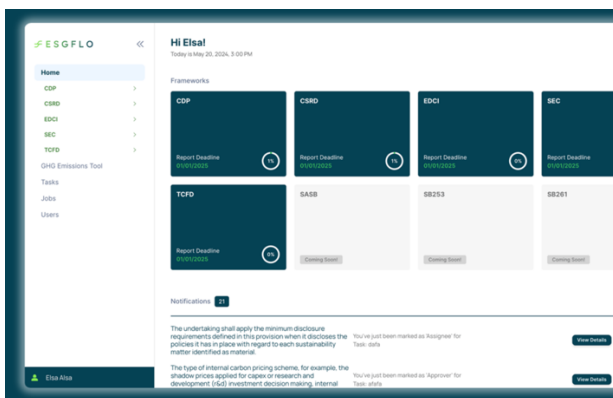 ESGFLO
Home
CDP
CSRD
EDCI
SEC
TCFD
GHG Emissions Tool
Tasks
Jobs
Users
Elsa Alsa
Hi Elsa!
Today is May 20, 2024, 3:00 PM
Frameworks
CDP
Report Deadline
01/01/2025
1%
CSRD
Report Deadline
01/01/2025
1%
EDCI
Report Deadline
01/01/2025
0%
SEC
Report Deadline
01/01/2025
TCFD
Report Deadline
01/01/2025
0%
SASB
Coming Soon!
SB253
Coming Soon!
SB261
Coming Soon!
Notifications 21
The undertaking shall apply the minimum disclosure
requirements defined in this provision when it discloses the
policies it has in place with regard to each sustainability
matter identified as material.
You've just been marked as 'Assignee' for
Task: dafa
View Details
The type of internal carbon pricing scheme, for example, the
shadow prices applied for capex or research and
development (r&d) investment decision making, internal
You've just been marked as 'Approver' for
Task: afafa
View Details